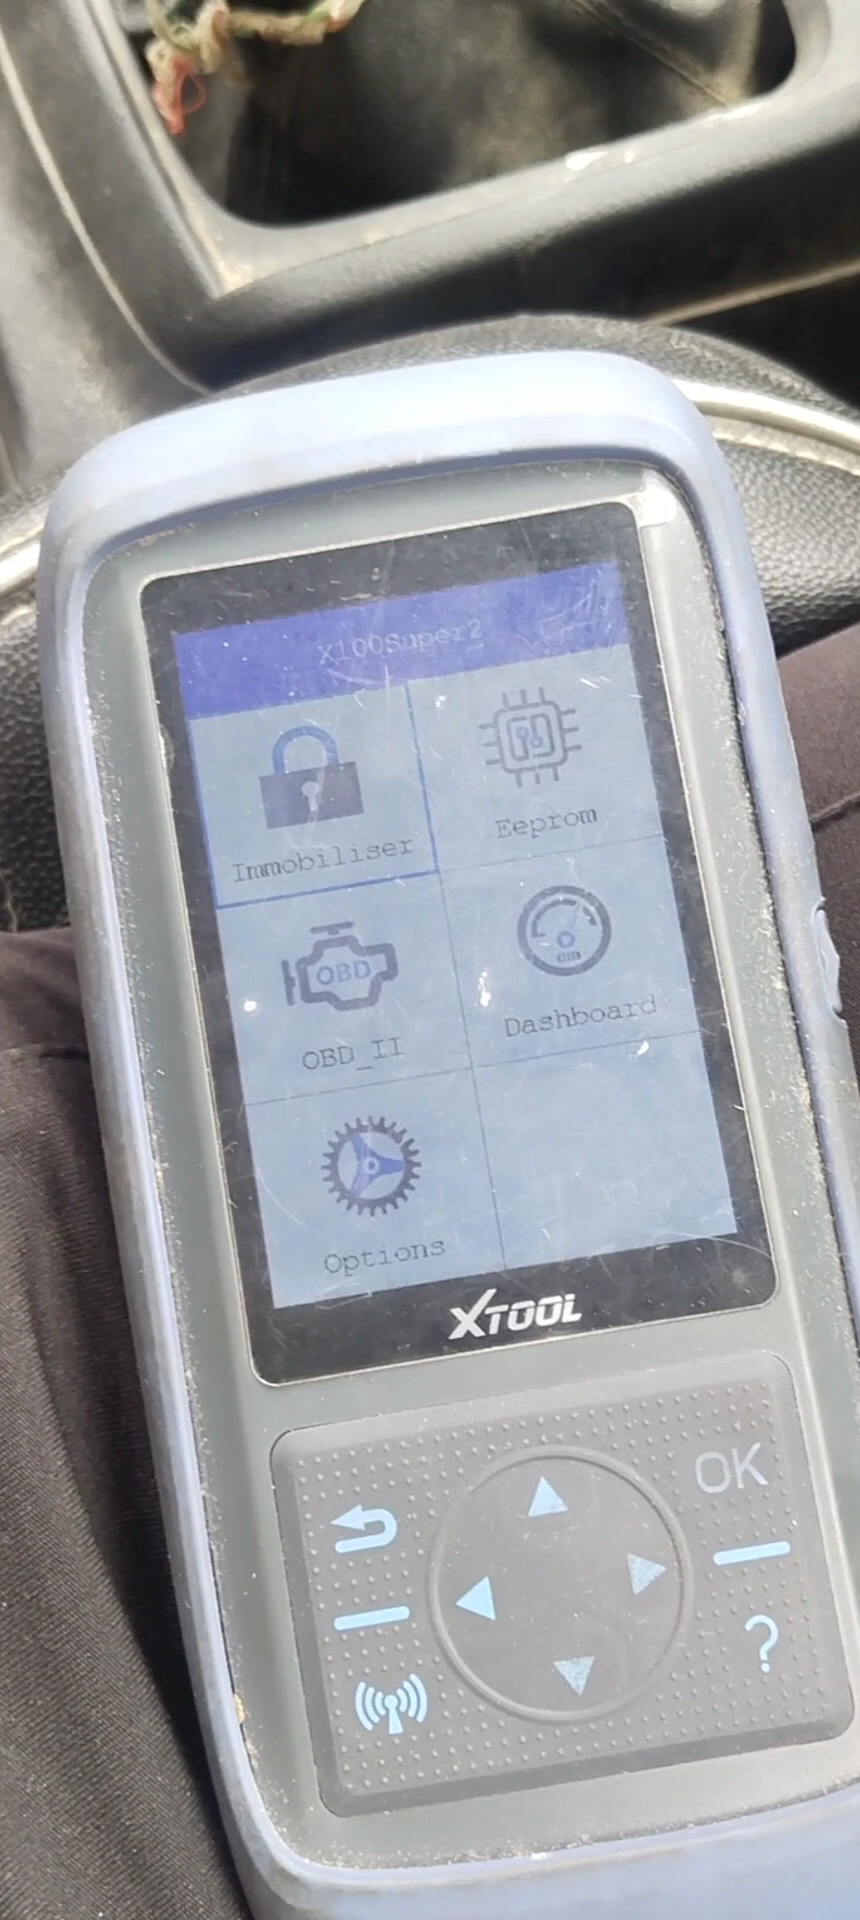 X100Super2
Immobiliser
Eeprom
OBD
OBD_II
Dashboard
Options
XTOOL
OK
?